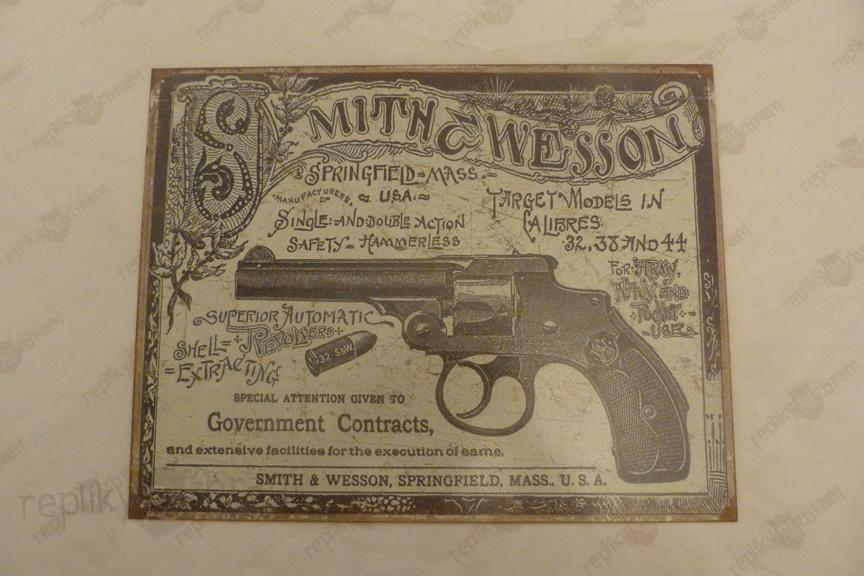 SMITH & WESSON
SPRINGFIELD-MASS.
MANUFACTURERS OF
U.S.A.
SINGLE-AND-DOUBLE ACTION
SAFETY-HAMMERLESS
TARGET MODELS IN
CALIBRES.
32, 38 AND 44
FOR ARMY,
NAVY AND
POCKET
USE
SUPERIOR AUTOMATIC
SHELL-
EXTRACTING
REVOLVERS
32 S&W
SPECIAL ATTENTION GIVEN TO
Government Contracts,
and extensive facilities for the execution of same.
SMITH & WESSON, SPRINGFIELD, MASS., U. S. A.